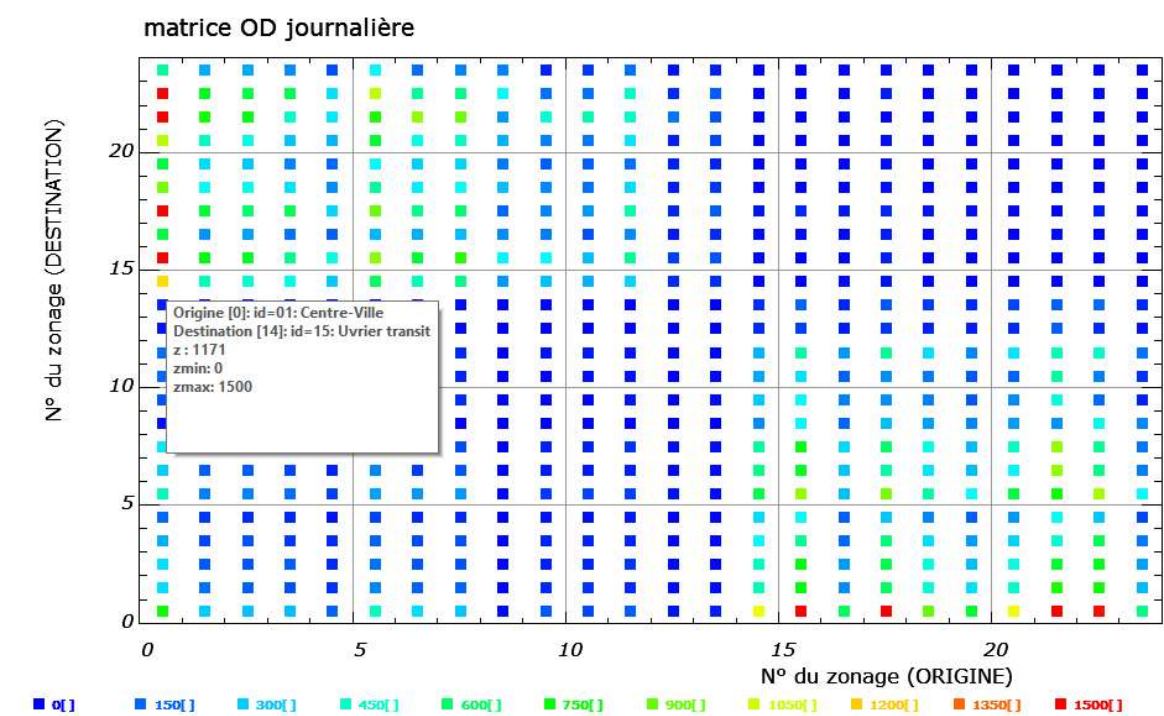 matrice OD journalière
N° du zonage (DESTINATION)
20
15
10
5
0
Origine [0]: id=01: Centre-Ville
Destination [14]: id=15: Uvrier transit
z : 1171
zmin: 0
zmax: 1500
0 5 10 15 20
N° du zonage (ORIGINE)
0[ ] 150[ ] 300[ ] 450[ ] 600[ ] 750[ ] 900[ ] 1050[ ] 1200[ ] 1350[ ] 1500[ ]